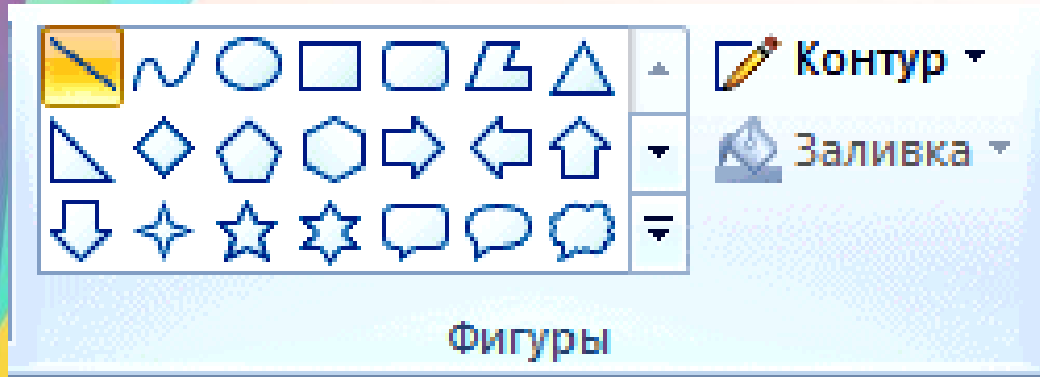 Контур
Заливка
Фигуры